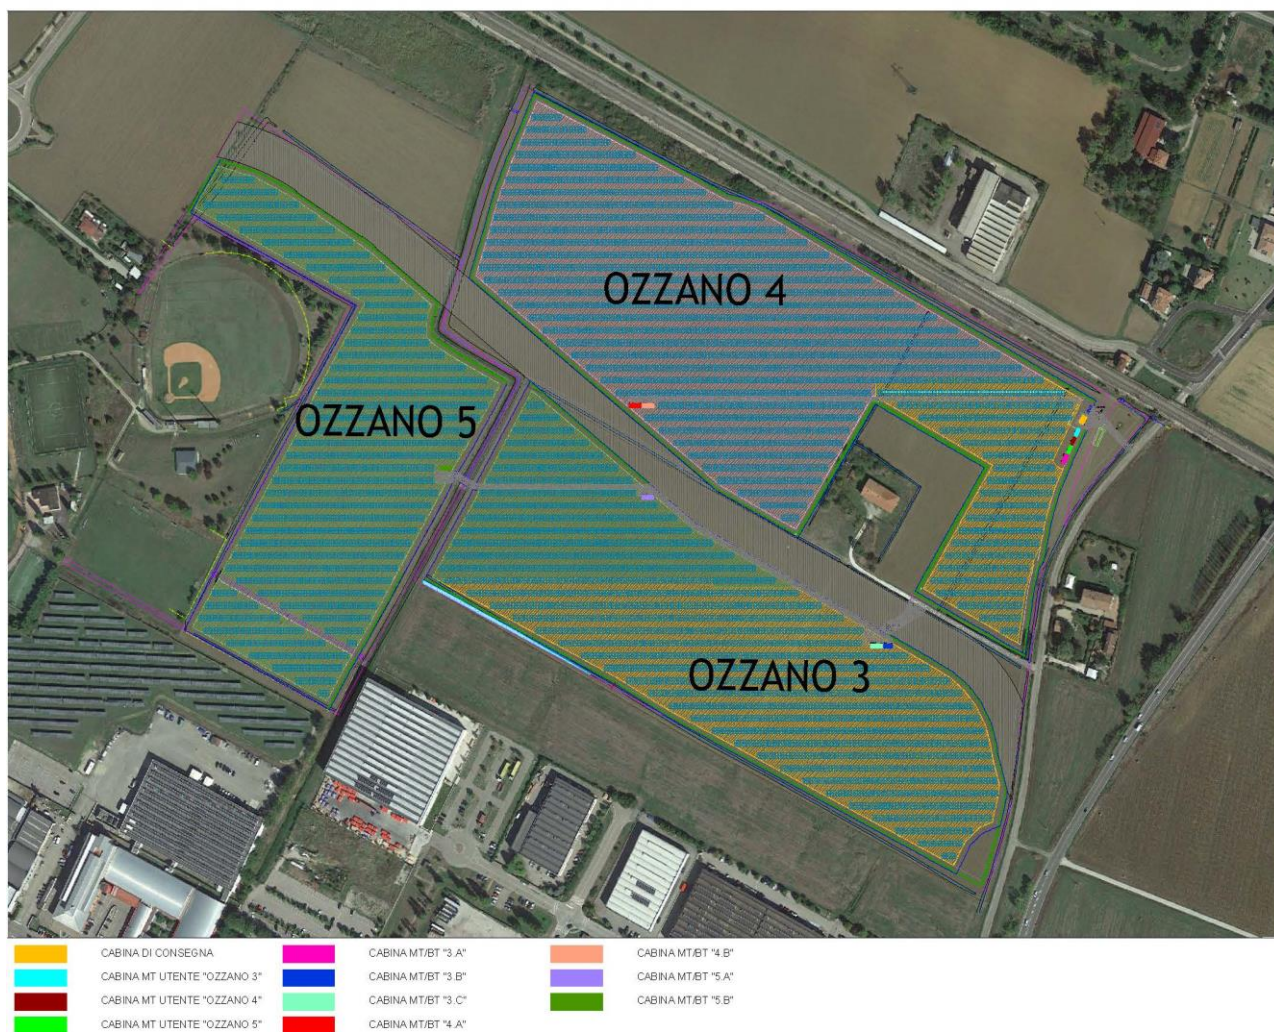 OZZANO 4
OZZANO 5
OZZANO 3
CABINA DI CONSEGNA
CABINA MT UTENTE "OZZANO 3"
CABINA MT UTENTE "OZZANO 4"
CABINA MT UTENTE "OZZANO 5"
CABINA MT/BT "3.A"
CABINA MT/BT "3.B"
CABINA MT/BT "3.C"
CABINA MT/BT "4.A"
CABINA MT/BT "4.B"
CABINA MT/BT "5.A"
CABINA MT/BT "5.B"